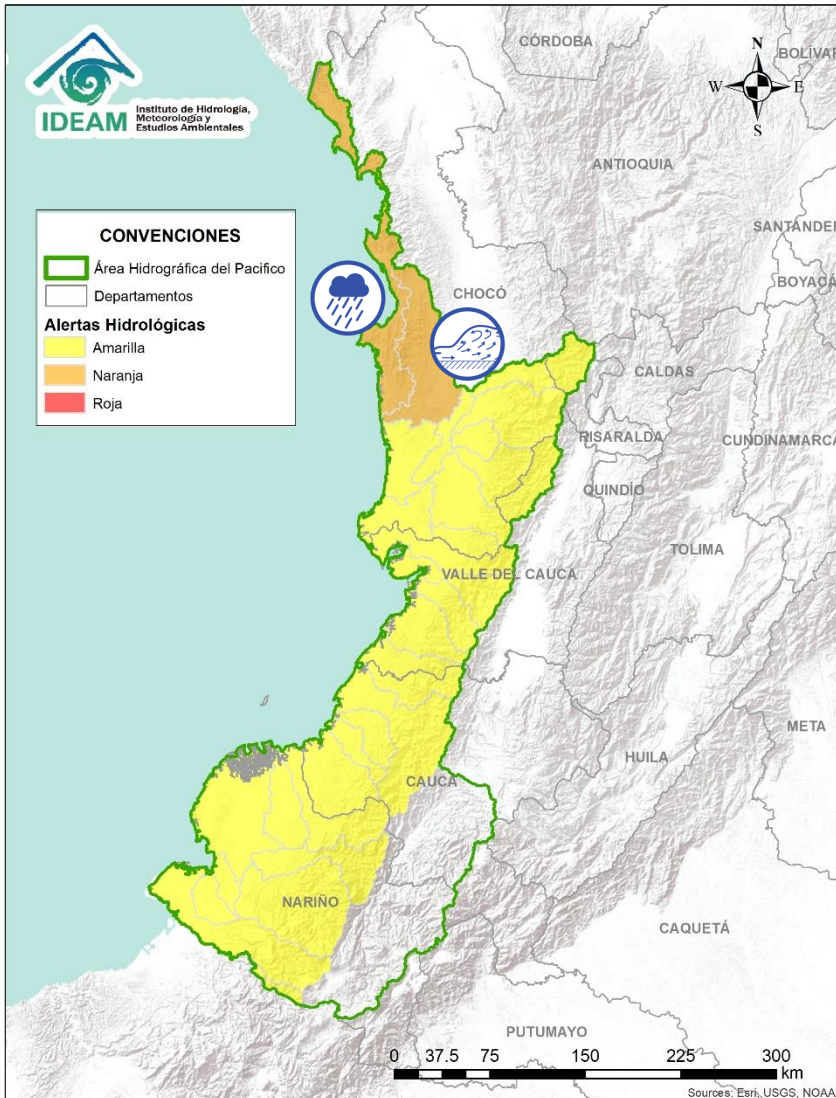 IDEAM
Instituto de Hidrología,
Meteorología y
Estudios Ambientales
CÓRDOBA
BOLÍVAR
N
W
E
S
ANTIOQUIA
SANTANDER
BOYACÁ
CONVENCIONES
Área Hidrográfica del Pacifico
Departamentos
Alertas Hidrológicas
Amarilla
Naranja
Roja
CHOCÓ
CALDAS
RISARALDA
CUNDINAMARCA
QUINDÍO
TOLIMA
VALLE DEL CAUCA
META
HUILA
CAUCA
NARIÑO
CAQUETÁ
PUTUMAYO
0 37.5 75 150 225 300
km
Sources: Esri, USGS, NOAA